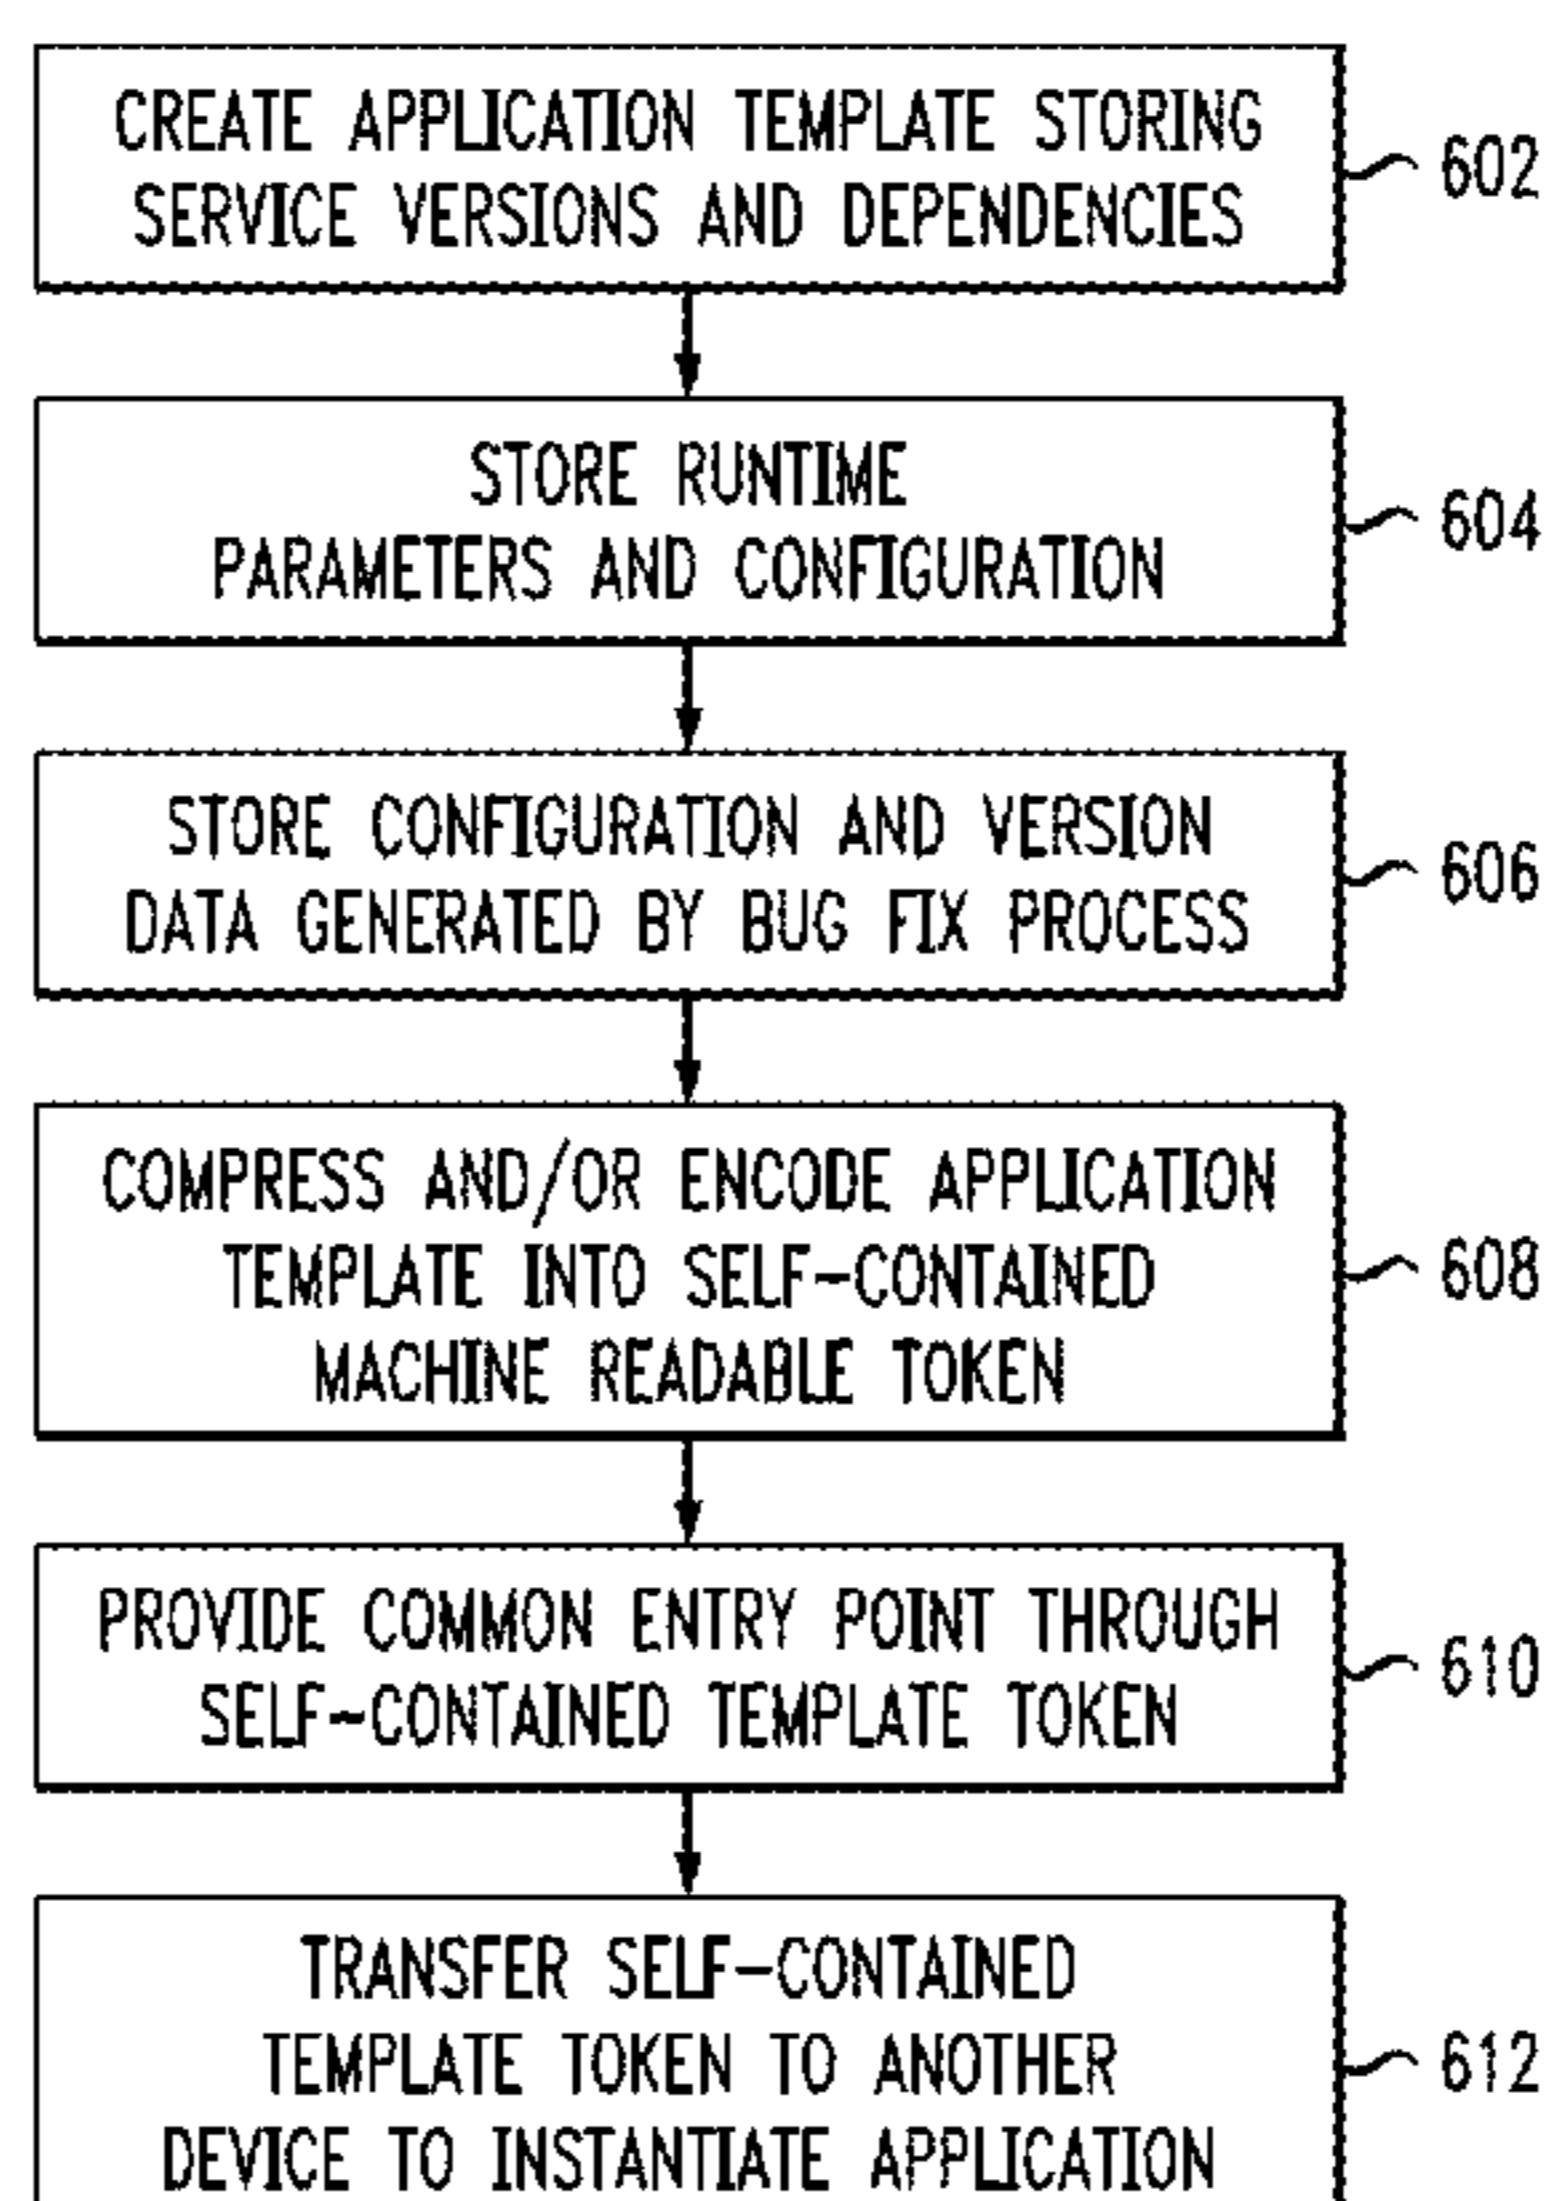 CREATE APPLICATION TEMPLATE STORING
SERVICE VERSIONS AND DEPENDENCIES
602
STORE RUNTIME
PARAMETERS AND CONFIGURATION
604
STORE CONFIGURATION AND VERSION
DATA GENERATED BY BUG FIX PROCESS
606
COMPRESS AND/OR ENCODE APPLICATION
TEMPLATE INTO SELF-CONTAINED
MACHINE READABLE TOKEN
608
PROVIDE COMMON ENTRY POINT THROUGH
SELF-CONTAINED TEMPLATE TOKEN
610
TRANSFER SELF-CONTAINED
TEMPLATE TOKEN TO ANOTHER
DEVICE TO INSTANTIATE APPLICATION
612